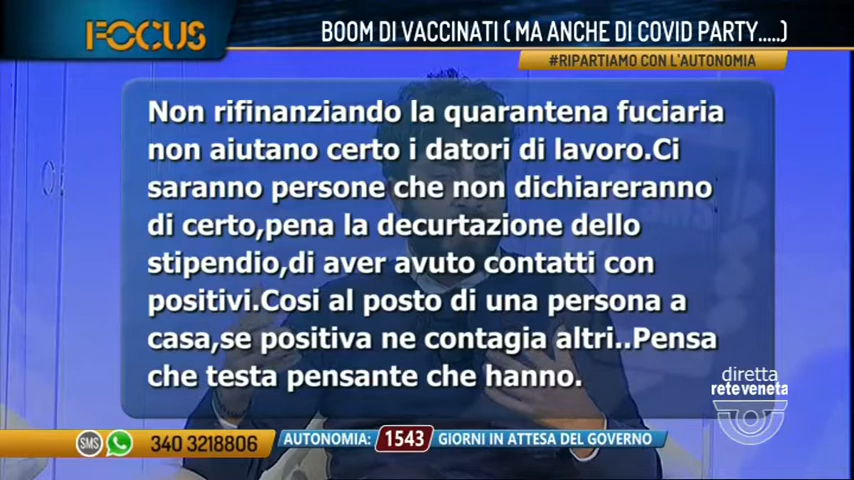 FOCUS
BOOM DI VACCINATI ( MA ANCHE DI COVID PARTY.....)
#RIPARTIAMO CON L'AUTONOMIA
Non rifinanziando la quarantena fuciaria
non aiutano certo i datori di lavoro.Ci
saranno persone che non dichiareranno
di certo,pena la decurtazione dello
stipendio,di aver avuto contatti con
positivi.Cosi al posto di una persona a
casa,se positiva ne contagia altri..Pensa
che testa pensante che hanno.
diretta
reteveneta
SMS 340 3218806
AUTONOMIA: 1543 GIORNI IN ATTESA DEL GOVERNO